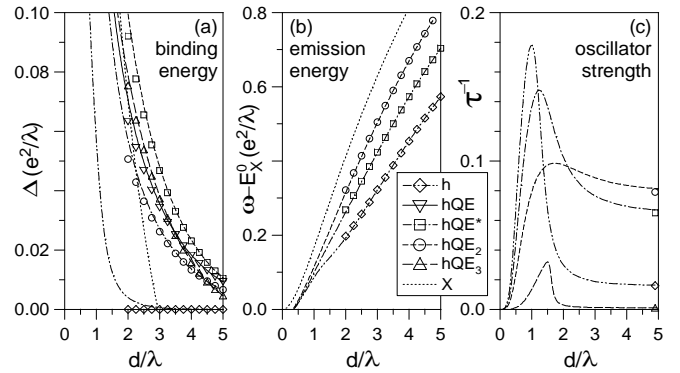 (a)
binding
energy
Δ (e²/λ)
0.10
0.08
0.06
0.04
0.02
0.00
0 1 2 3 4 5
d/λ
(b)
emission
energy
ω−E⁰_X (e²/λ)
0.8
0.6
0.4
0.2
0.0
0 1 2 3 4 5
d/λ
h
hQE
hQE*
hQE₂
hQE₃
X
(c)
oscillator
strength
τ⁻¹
0.2
0.1
0.0
0 1 2 3 4 5
d/λ